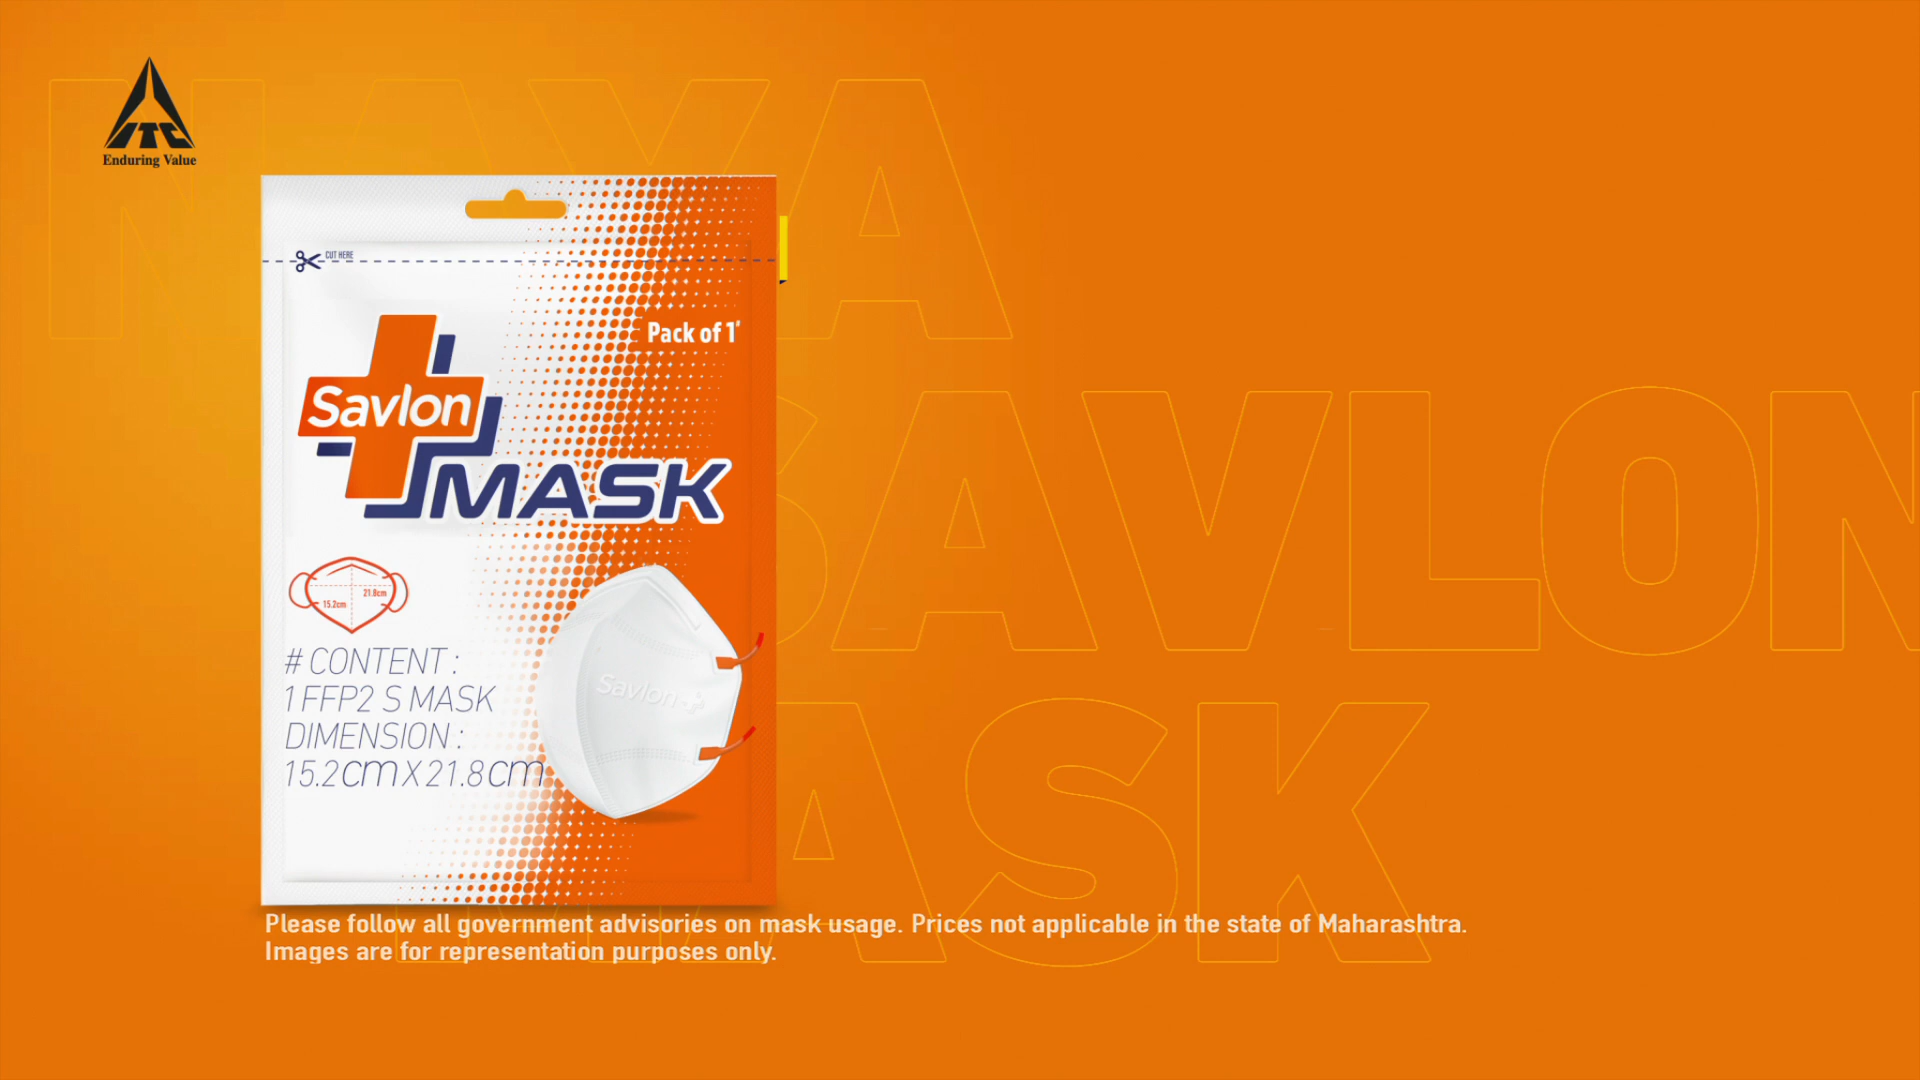 NAYA
SAVLON
MASK
ITC
Enduring Value
CUT HERE
Pack of 1#
Savlon
MASK
21.8cm
15.2cm
# CONTENT :
1 FFP2 S MASK
DIMENSION :
15.2cm X 21.8cm
Savlon
Please follow all government advisories on mask usage. Prices not applicable in the state of Maharashtra.
Images are for representation purposes only.